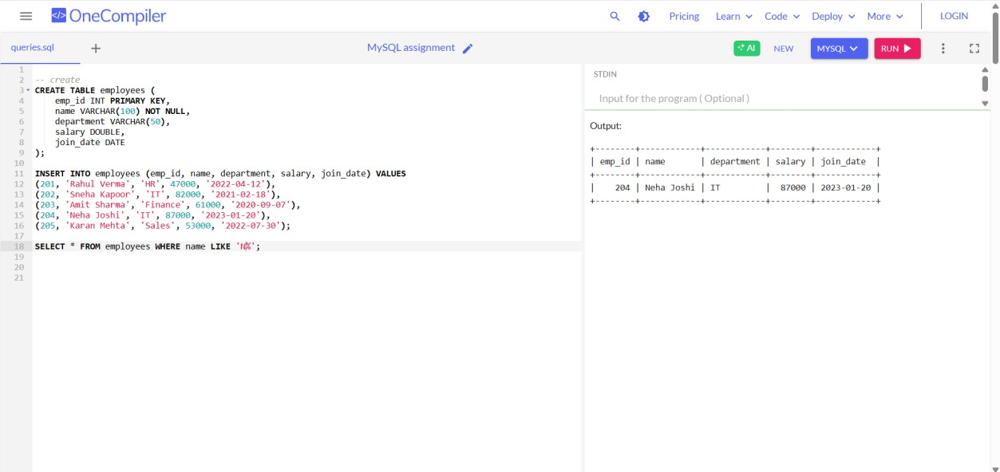 </> OneCompiler
Pricing Learn Code Deploy More LOGIN
queries.sql + MySQL assignment AI NEW MYSQL RUN
1
2 -- create
3 CREATE TABLE employees (
4     emp_id INT PRIMARY KEY,
5     name VARCHAR(100) NOT NULL,
6     department VARCHAR(50),
7     salary DOUBLE,
8     join_date DATE
9 );
10
11 INSERT INTO employees (emp_id, name, department, salary, join_date) VALUES
12 (201, 'Rahul Verma', 'HR', 47000, '2022-04-12'),
13 (202, 'Sneha Kapoor', 'IT', 82000, '2021-02-18'),
14 (203, 'Amit Sharma', 'Finance', 61000, '2020-09-07'),
15 (204, 'Neha Joshi', 'IT', 87000, '2023-01-20'),
16 (205, 'Karan Mehta', 'Sales', 53000, '2022-07-30');
17
18 SELECT * FROM employees WHERE name LIKE 'N%';
19
20
21
STDIN
Input for the program ( Optional )
Output:
+--------+------------+------------+--------+------------+
| emp_id | name       | department | salary | join_date  |
+--------+------------+------------+--------+------------+
|    204 | Neha Joshi | IT         |  87000 | 2023-01-20 |
+--------+------------+------------+--------+------------+